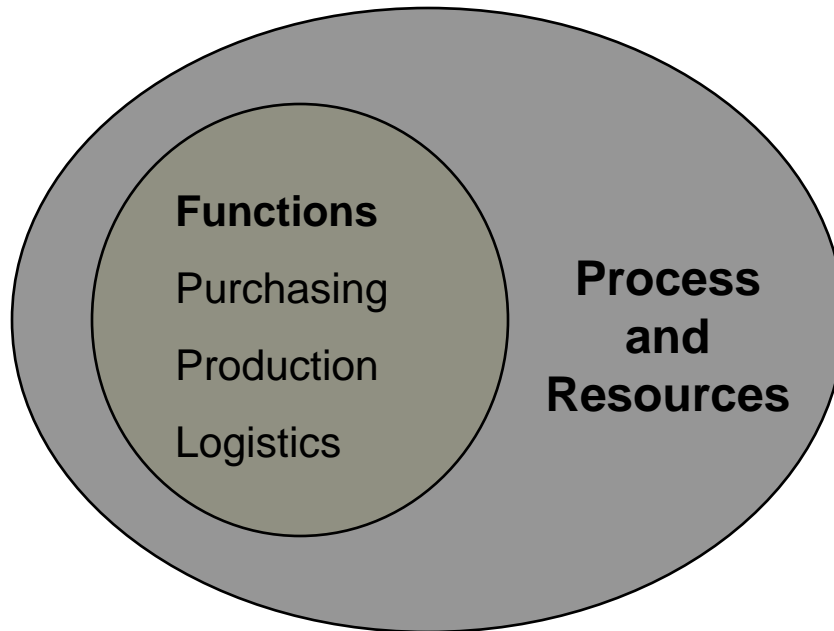 Functions
Purchasing
Production
Logistics
Process
and
Resources